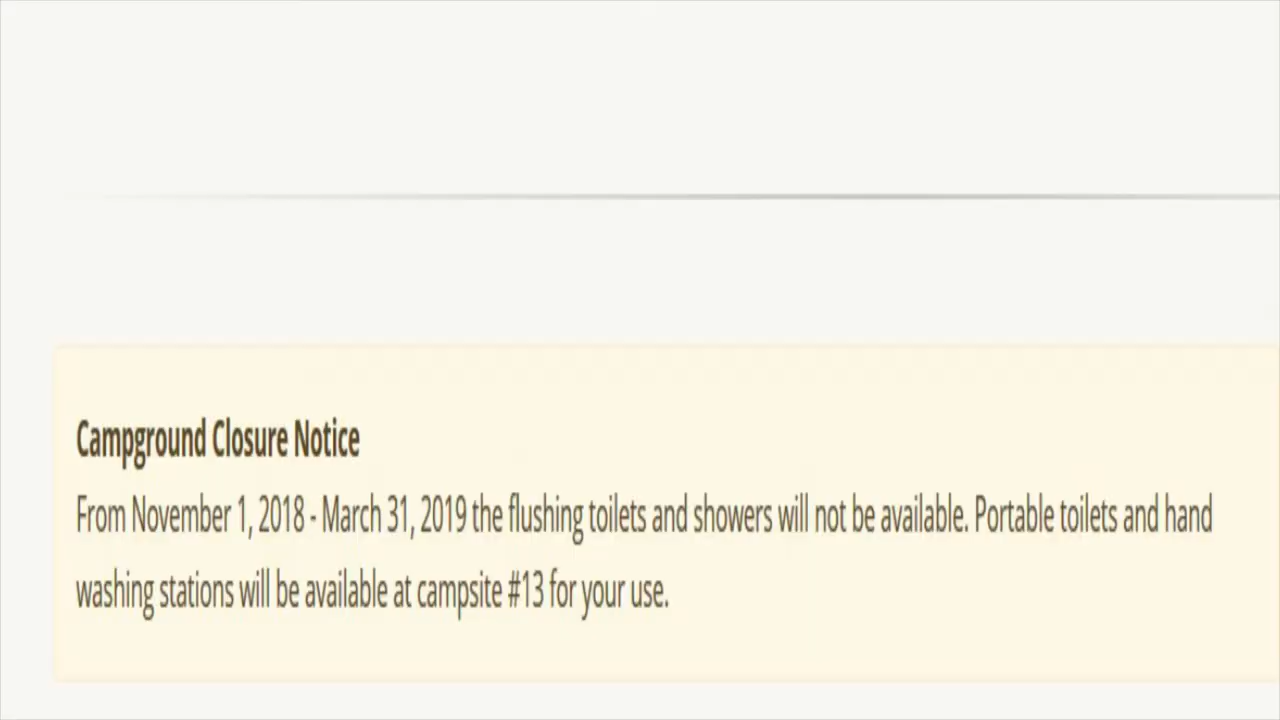 Campground Closure Notice
From November 1, 2018 - March 31, 2019 the flushing toilets and showers will not be available. Portable toilets and hand
washing stations will be available at campsite #13 for your use.